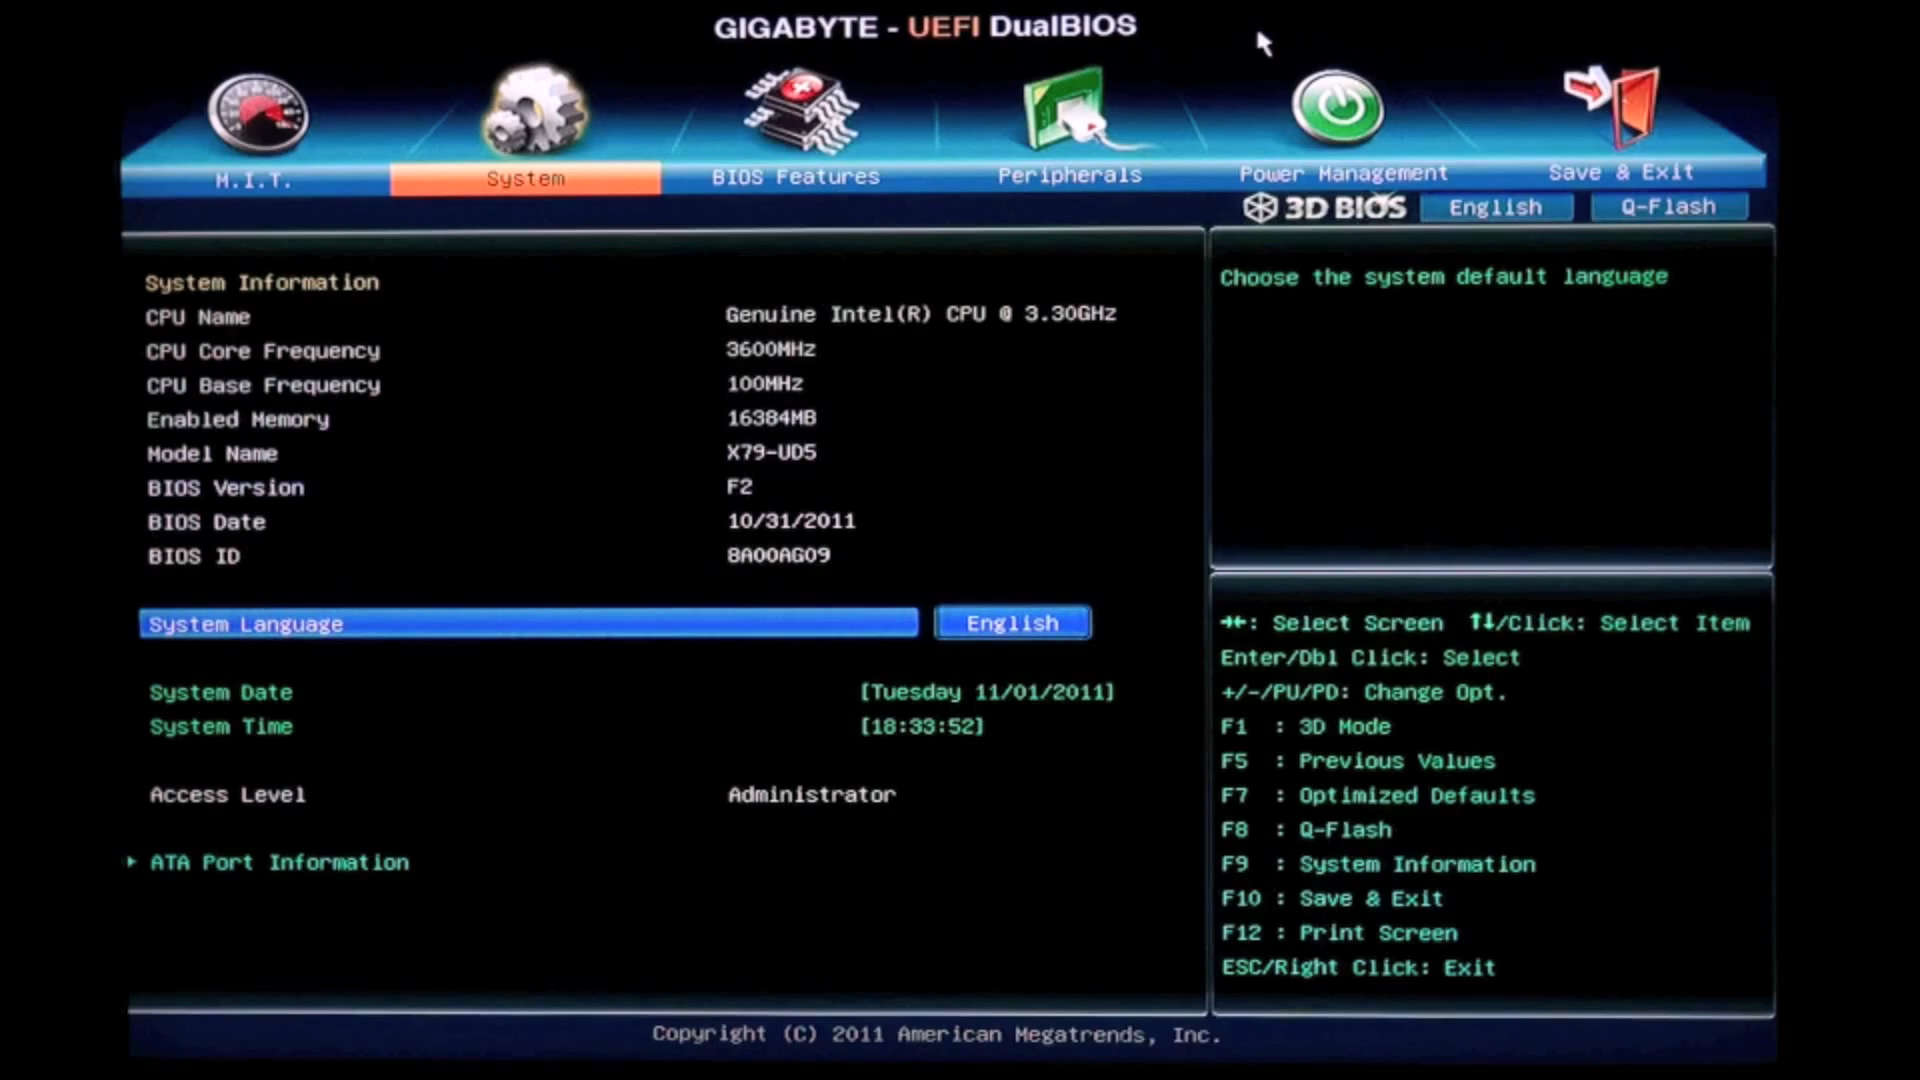 GIGABYTE - UEFI DualBIOS
M.I.T. System BIOS Features Peripherals Power Management Save & Exit
3D BIOS English Q-Flash
System Information
CPU Name Genuine Intel(R) CPU @ 3.30GHz
CPU Core Frequency 3600MHz
CPU Base Frequency 100MHz
Enabled Memory 16384MB
Model Name X79-UD5
BIOS Version F2
BIOS Date 10/31/2011
BIOS ID 8A00AG09
System Language English
System Date [Tuesday 11/01/2011]
System Time [18:33:52]
Access Level Administrator
ATA Port Information
Choose the system default language
→←: Select Screen ↑↓/Click: Select Item
Enter/Dbl Click: Select
+/-/PU/PD: Change Opt.
F1 : 3D Mode
F5 : Previous Values
F7 : Optimized Defaults
F8 : Q-Flash
F9 : System Information
F10 : Save & Exit
F12 : Print Screen
ESC/Right Click: Exit
Copyright (C) 2011 American Megatrends, Inc.